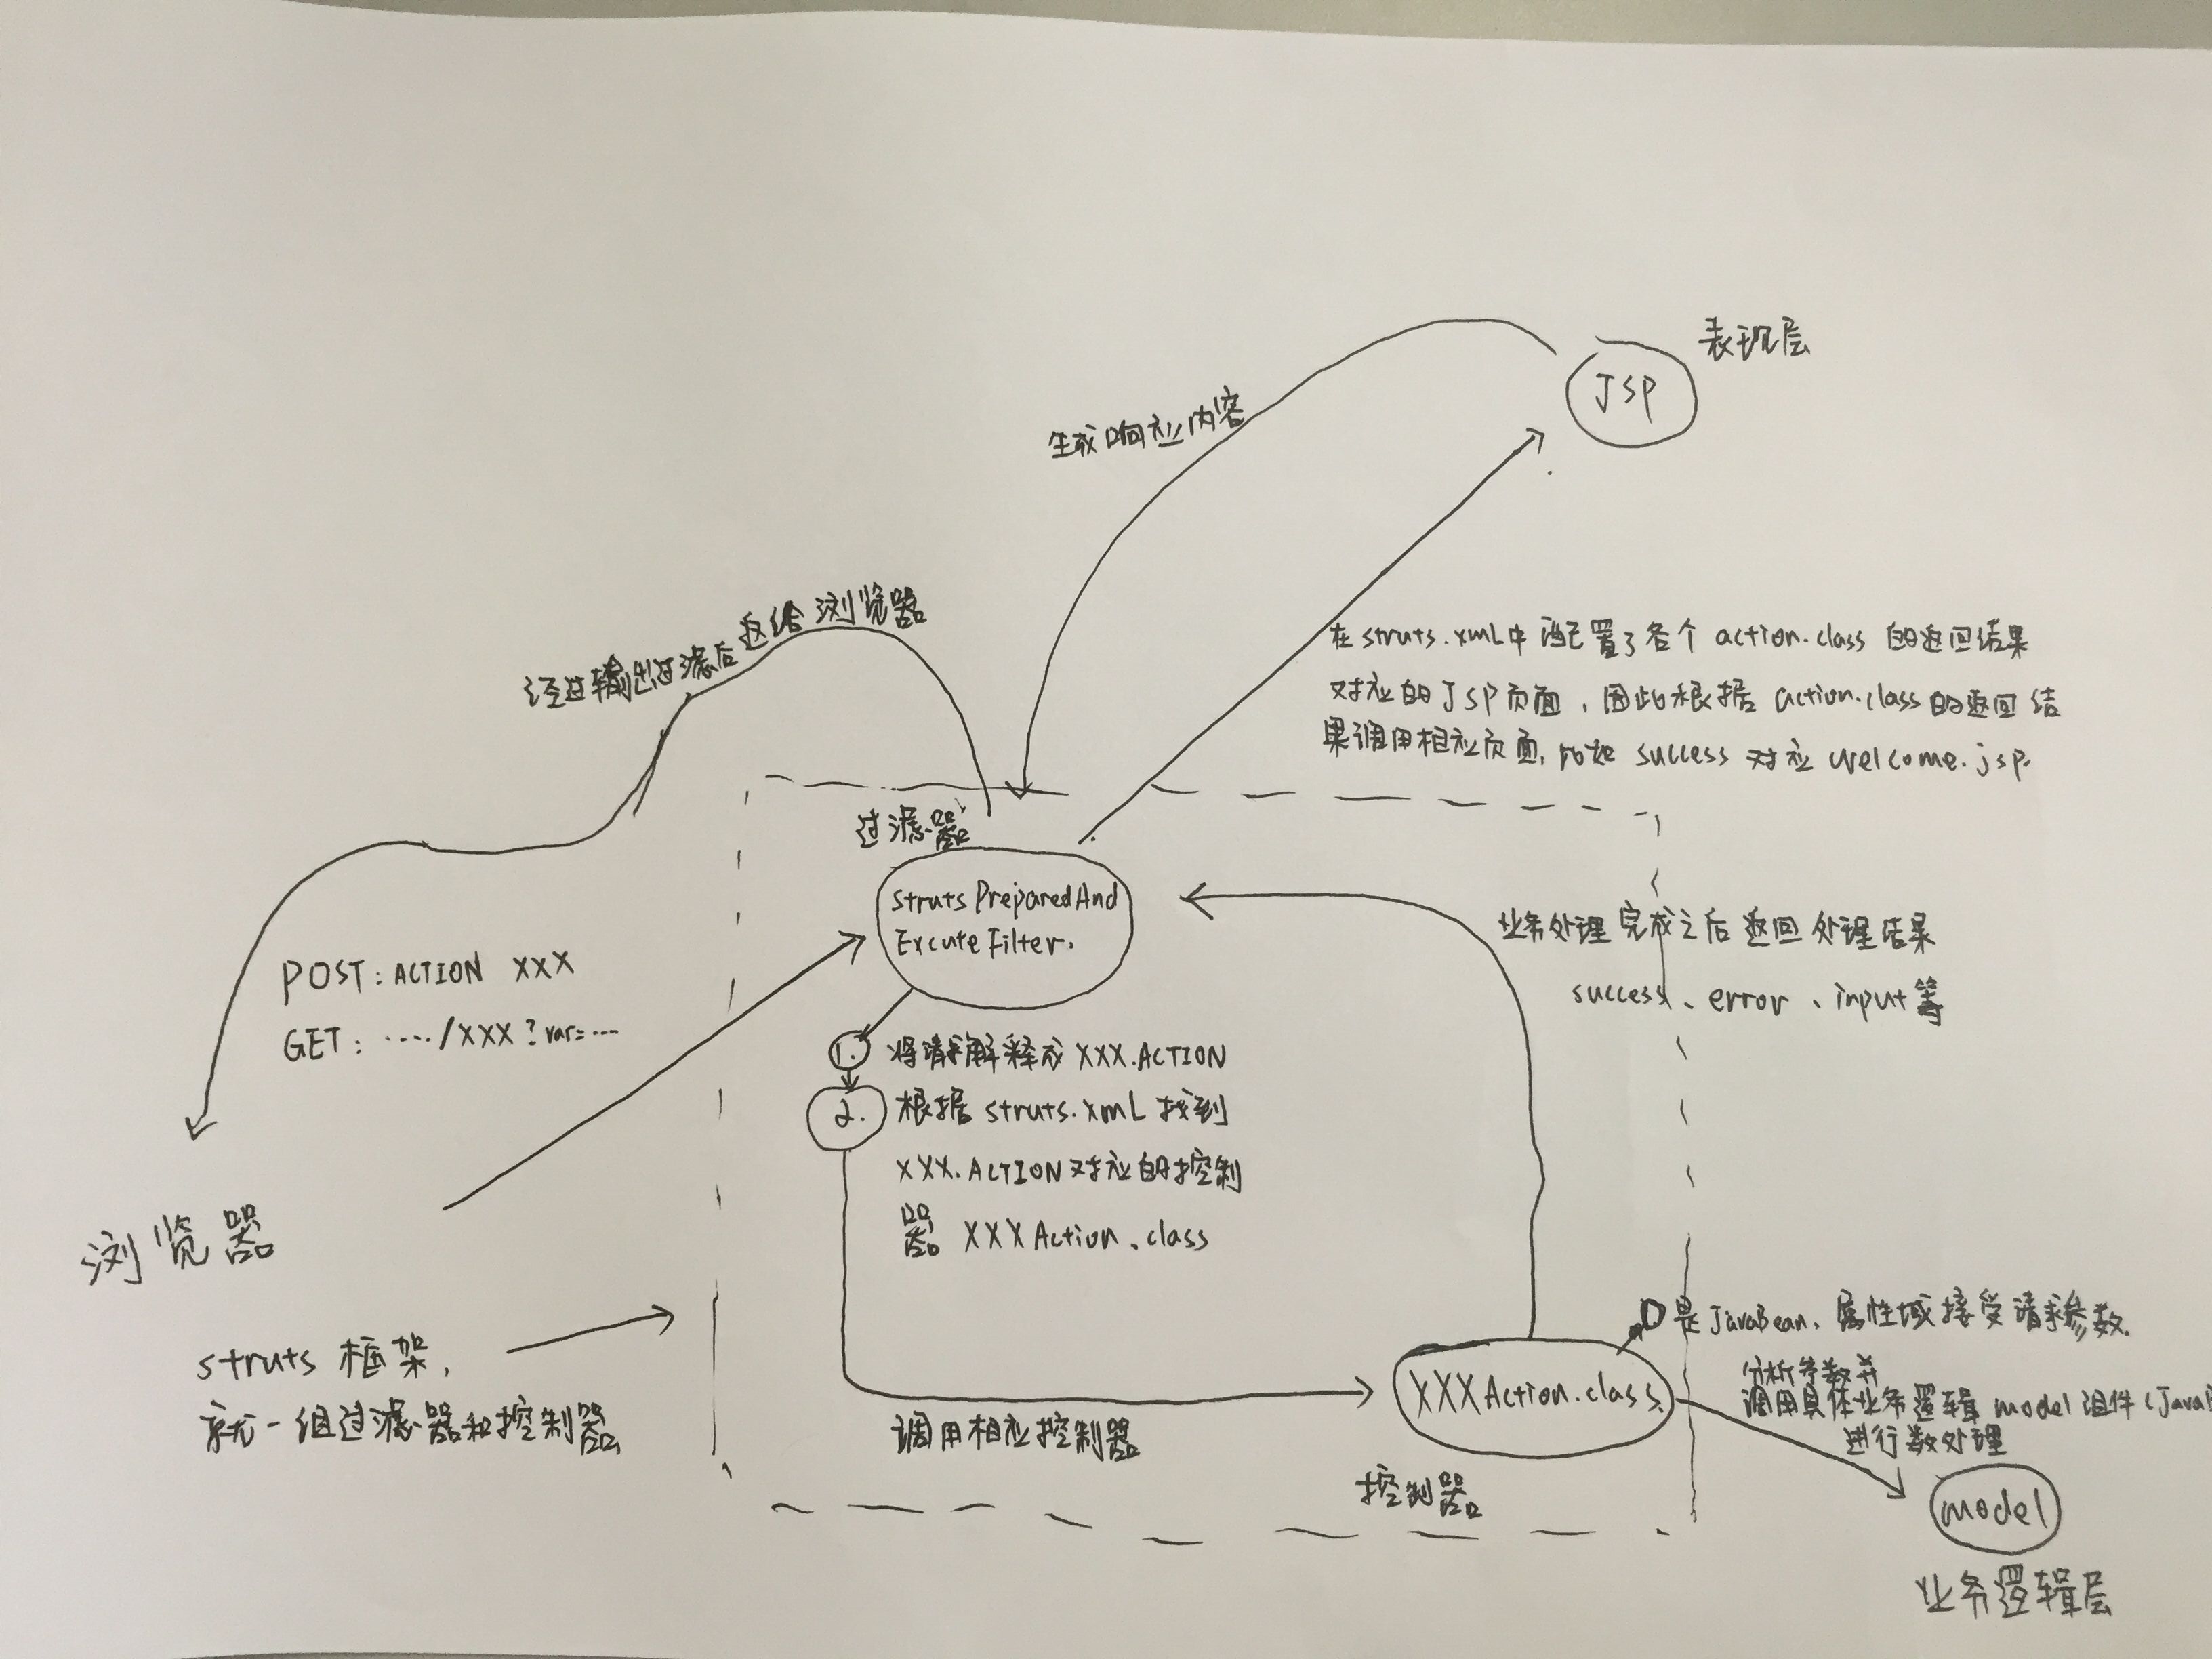 表现层
JSP
生成响应内容
经过输出过滤后返给浏览器
在struts.xml中配置了各个action.class的返回结果
对应的JSP页面，因此根据action.class的返回结
果调用相应页面,比如success对应welcome.jsp.
过滤器
strutsPreparedAnd
ExcuteFilter.
业务处理完成之后返回处理结果
success、error、input等
POST:ACTION XXX
GET: ..../XXX?var=....
1. 将请求解释成XXX.ACTION
2. 根据struts.xml找到
XXX.ACTION对应的控制
器 XXXAction.class
浏览器
struts框架,
就一组过滤器和控制器
调用相应控制器
XXXAction.class.
控制器
是JavaBean,属性域接受请求参数.
分析参数并
调用具体业务逻辑model组件(Java
进行数处理
model
业务逻辑层